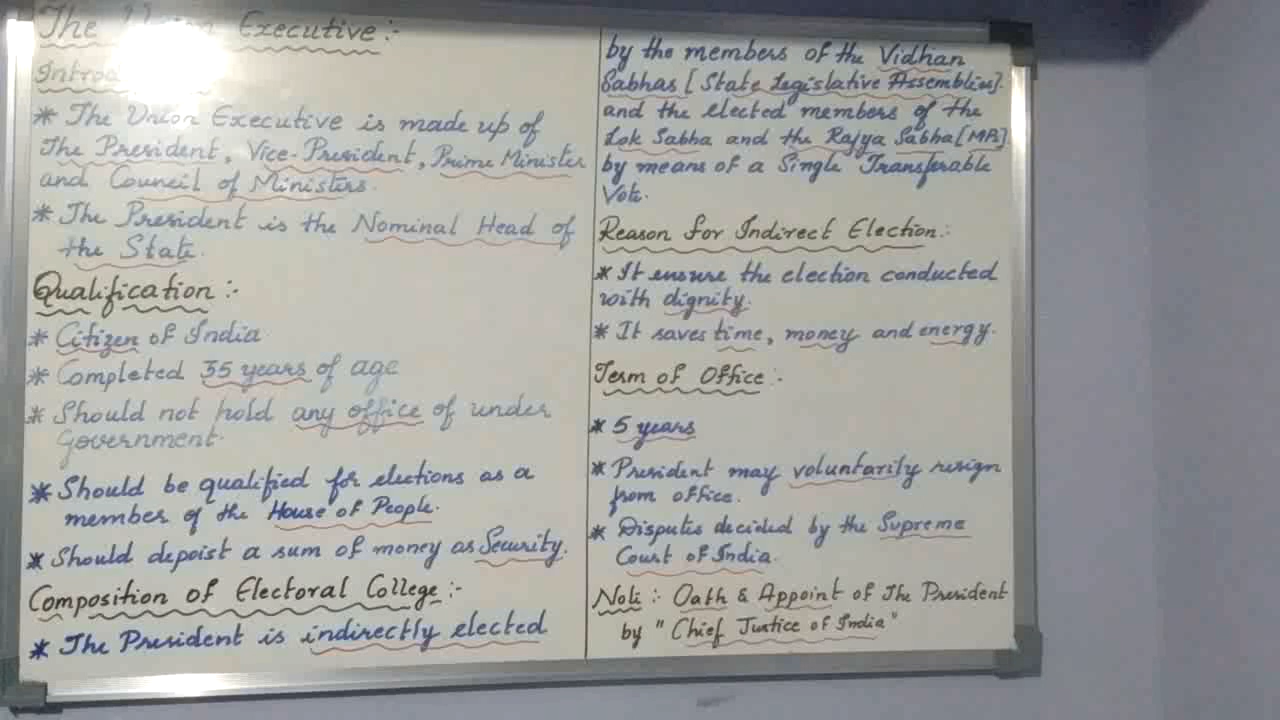 The Union Executive:-
Intro
* The Union Executive is made up of
The President, Vice-President, Prime Minister
and Council of Ministers.
* The President is the Nominal Head of
the State.
Qualification :-
* Citizen of India
* Completed 35 years of age
* Should not hold any office of under
Government.
* Should be qualified for elections as a
member of the House of People.
* Should depoist a sum of money as Security.
Composition of Electoral College:-
* The President is indirectly elected
by the members of the Vidhan
Sabhas [State Legislative Assemblies].
and the elected members of the
Lok Sabha and the Rajya Sabha [MPs]
by means of a Single Transferable
Vote.
Reason for Indirect Election:-
* It ensure the election conducted
with dignity.
* It saves time, money and energy.
Term of Office :-
* 5 years
* President may voluntarily resign
from office.
* Disputes decided by the Supreme
Court of India.
Note :- Oath & Appoint of The President
by "Chief Justice of India"